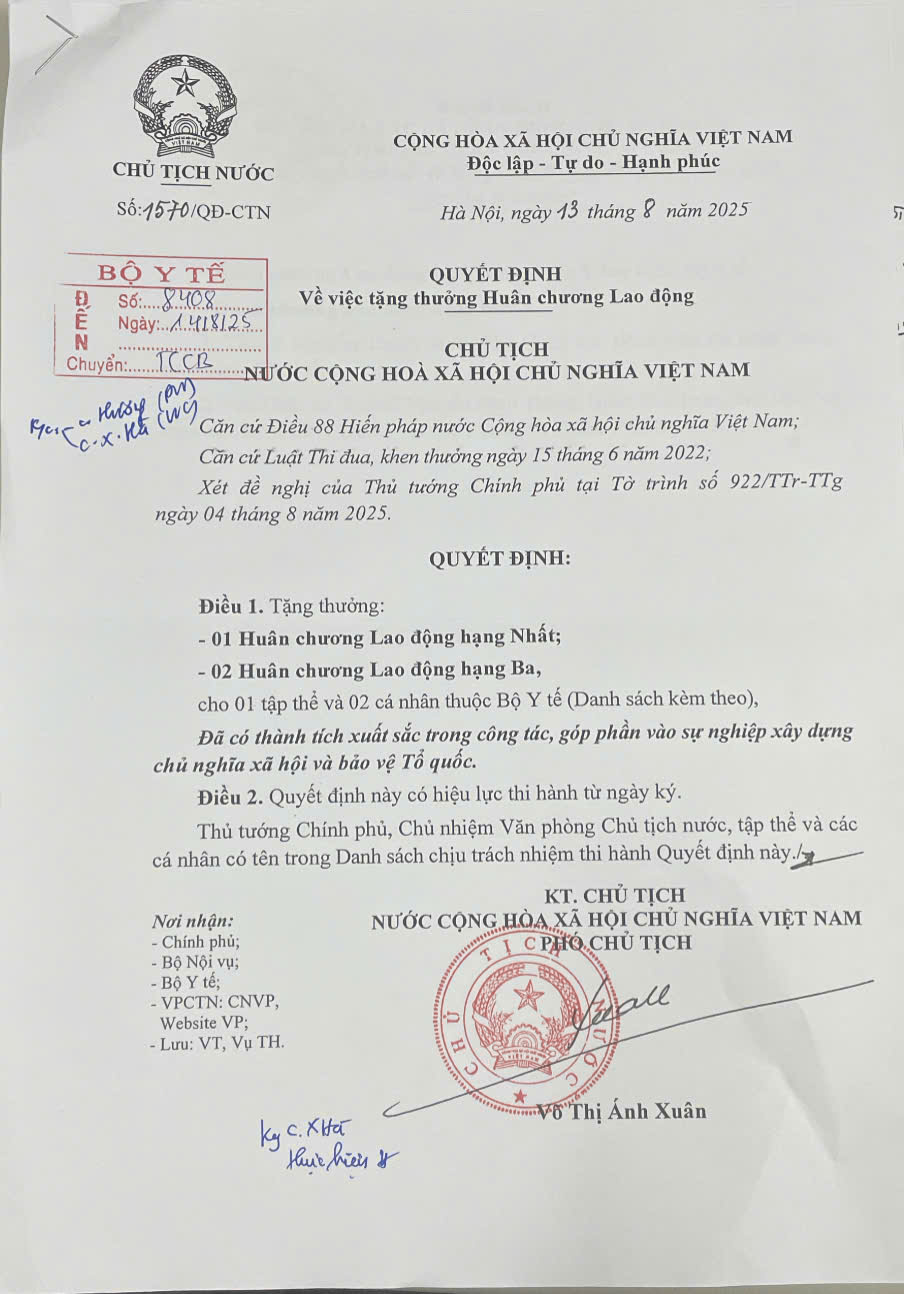 CHỦ TỊCH NƯỚC
Số:1570/QĐ-CTN
CỘNG HÒA XÃ HỘI CHỦ NGHĨA VIỆT NAM
Độc lập - Tự do - Hạnh phúc
Hà Nội, ngày 13 tháng 8 năm 2025
BỘ Y TẾ
ĐẾN
Số:....8408
Ngày:..14/8/25
Chuyển:......TCCB
QUYẾT ĐỊNH
Về việc tặng thưởng Huân chương Lao động
CHỦ TỊCH
NƯỚC CỘNG HOÀ XÃ HỘI CHỦ NGHĨA VIỆT NAM
C.X.Hà
Căn cứ Điều 88 Hiến pháp nước Cộng hòa xã hội chủ nghĩa Việt Nam;
Căn cứ Luật Thi đua, khen thưởng ngày 15 tháng 6 năm 2022;
Xét đề nghị của Thủ tướng Chính phủ tại Tờ trình số 922/TTr-TTg
ngày 04 tháng 8 năm 2025.
QUYẾT ĐỊNH:
Điều 1. Tặng thưởng:
- 01 Huân chương Lao động hạng Nhất;
- 02 Huân chương Lao động hạng Ba,
cho 01 tập thể và 02 cá nhân thuộc Bộ Y tế (Danh sách kèm theo),
Đã có thành tích xuất sắc trong công tác, góp phần vào sự nghiệp xây dựng
chủ nghĩa xã hội và bảo vệ Tổ quốc.
Điều 2. Quyết định này có hiệu lực thi hành từ ngày ký.
Thủ tướng Chính phủ, Chủ nhiệm Văn phòng Chủ tịch nước, tập thể và các
cá nhân có tên trong Danh sách chịu trách nhiệm thi hành Quyết định này./.
KT. CHỦ TỊCH
NƯỚC CỘNG HÒA XÃ HỘI CHỦ NGHĨA VIỆT NAM
PHÓ CHỦ TỊCH
Nơi nhận:
- Chính phủ;
- Bộ Nội vụ;
- Bộ Y tế;
- VPCTN: CNVP,
Website VP;
- Lưu: VT, Vụ TH.
CHỦ TỊCH NƯỚC
Võ Thị Ánh Xuân
Kg C.X Hà
thực hiện